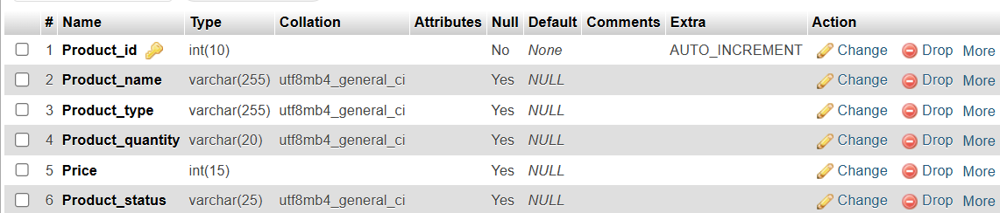 # Name Type Collation Attributes Null Default Comments Extra Action
1 Product_id int(10) No None AUTO_INCREMENT Change Drop More
2 Product_name varchar(255) utf8mb4_general_ci Yes NULL Change Drop More
3 Product_type varchar(255) utf8mb4_general_ci Yes NULL Change Drop More
4 Product_quantity varchar(20) utf8mb4_general_ci Yes NULL Change Drop More
5 Price int(15) Yes NULL Change Drop More
6 Product_status varchar(25) utf8mb4_general_ci Yes NULL Change Drop More